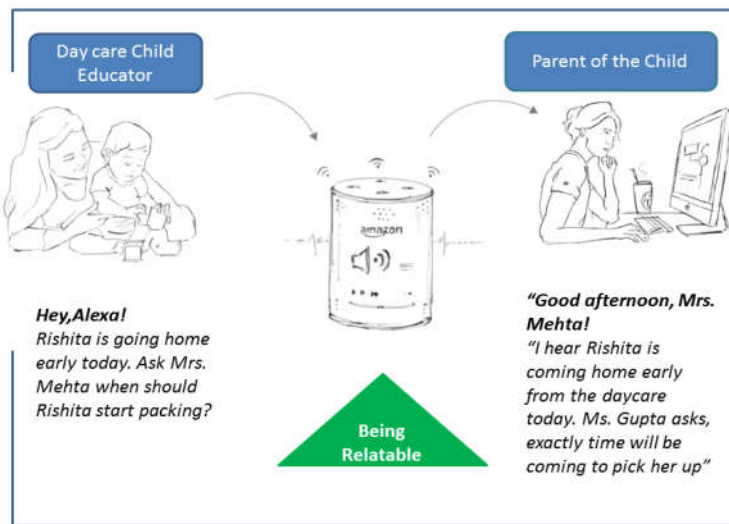 Day care Child
Educator
Parent of the Child
amazon
Hey,Alexa!
Rishita is going home
early today. Ask Mrs.
Mehta when should
Rishita start packing?
Being
Relatable
“Good afternoon, Mrs.
Mehta!
“I hear Rishita is
coming home early
from the daycare
today. Ms. Gupta asks,
exactly time will be
coming to pick her up”